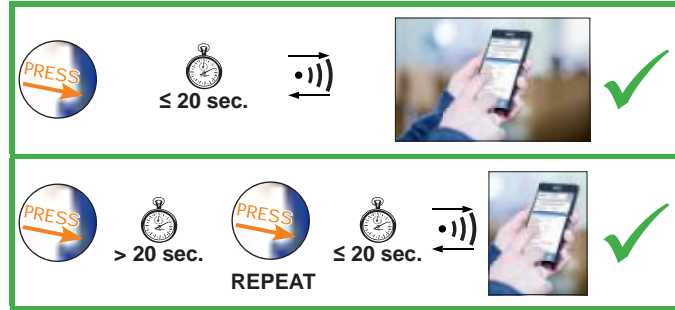 PRESS
≤ 20 sec.
PRESS
> 20 sec.
PRESS
≤ 20 sec.
REPEAT